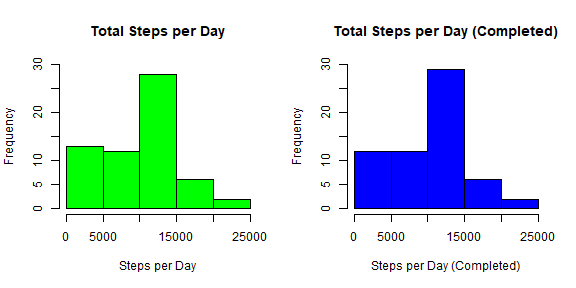 Total Steps per Day
Frequency
30
20
10
5
0
0 5000 15000 25000
Steps per Day
Total Steps per Day (Completed)
Frequency
30
20
10
5
0
0 5000 15000 25000
Steps per Day (Completed)